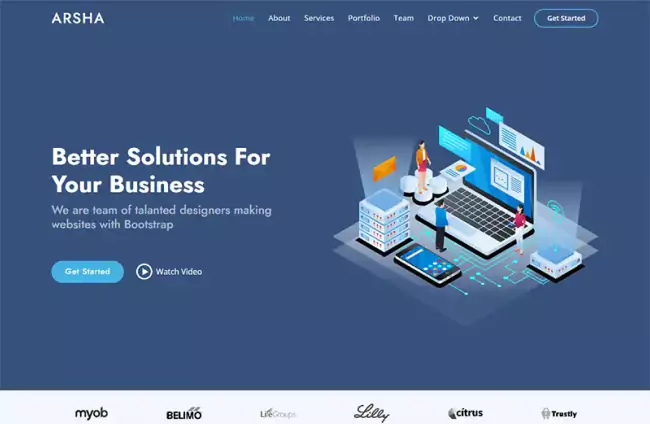 ARSHA
Home About Services Portfolio Team Drop Down Contact Get Started
Better Solutions For
Your Business
We are team of talanted designers making
websites with Bootstrap
Get Started Watch Video
myob BELIMO LifeGroups Lilly citrus Trustly